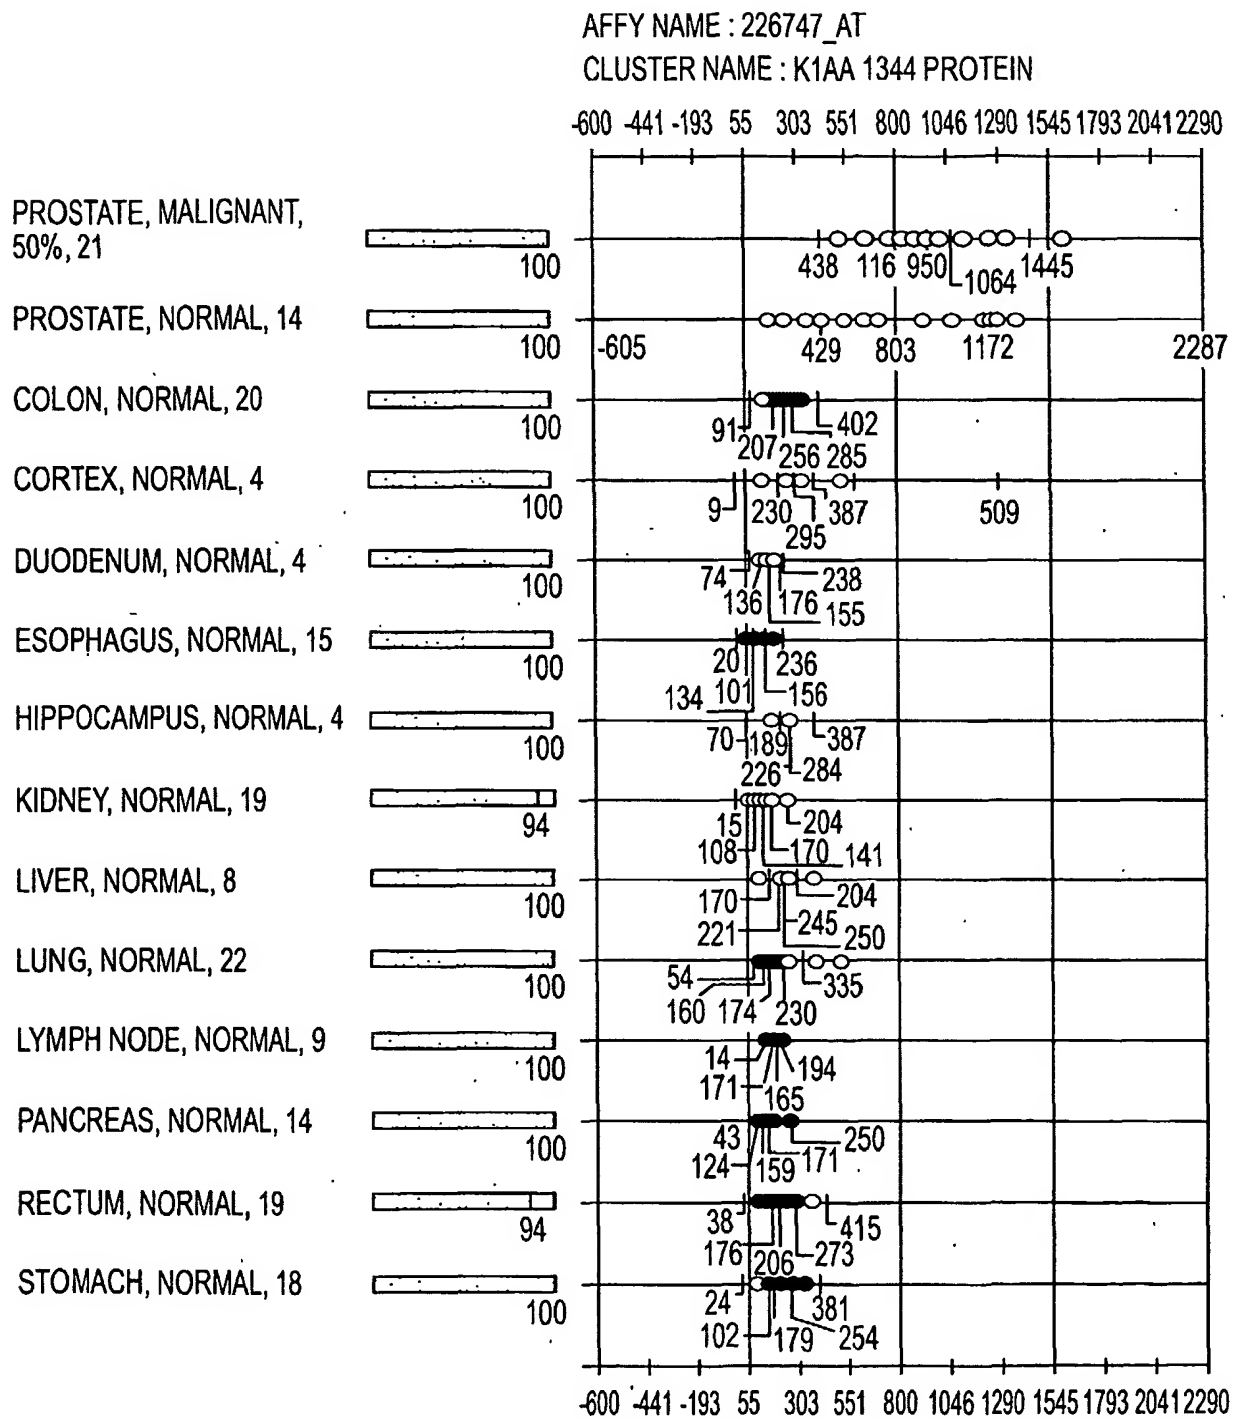 AFFY NAME : 226747_AT
CLUSTER NAME : K1AA 1344 PROTEIN
-600 -441 -193 55 303 551 800 1046 1290 1545 1793 2041 2290
PROSTATE, MALIGNANT,
50%, 21
100
438 116 950 1064 1445
PROSTATE, NORMAL, 14
100
-605 429 803 1172 2287
COLON, NORMAL, 20
100
91 207 256 285 402
CORTEX, NORMAL, 4
100
9 230 295 387 509
DUODENUM, NORMAL, 4
100
74 136 176 155 238
ESOPHAGUS, NORMAL, 15
100
20 101 134 156 236
HIPPOCAMPUS, NORMAL, 4
100
70 189 226 284 387
KIDNEY, NORMAL, 19
94
15 108 170 141 204
LIVER, NORMAL, 8
100
170 221 245 250 204
LUNG, NORMAL, 22
100
54 160 174 230 335
LYMPH NODE, NORMAL, 9
100
14 171 165 194
PANCREAS, NORMAL, 14
100
43 124 159 171 250
RECTUM, NORMAL, 19
94
38 176 206 273 415
STOMACH, NORMAL, 18
100
24 102 179 254 381
-600 -441 -193 55 303 551 800 1046 1290 1545 1793 2041 2290